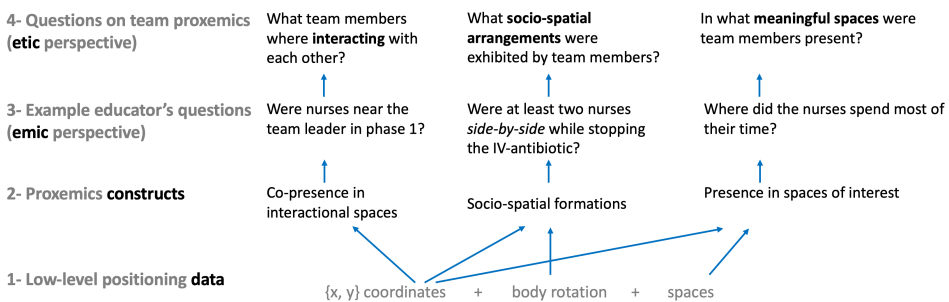 4- Questions on team proxemics
(etic perspective)
What team members
where interacting with
each other?
What socio-spatial
arrangements were
exhibited by team members?
In what meaningful spaces were
team members present?
3- Example educator's questions
(emic perspective)
Were nurses near the
team leader in phase 1?
Were at least two nurses
side-by-side while stopping
the IV-antibiotic?
Where did the nurses spend most of
their time?
2- Proxemics constructs
Co-presence in
interactional spaces
Socio-spatial formations
Presence in spaces of interest
1- Low-level positioning data
{x, y} coordinates + body rotation + spaces